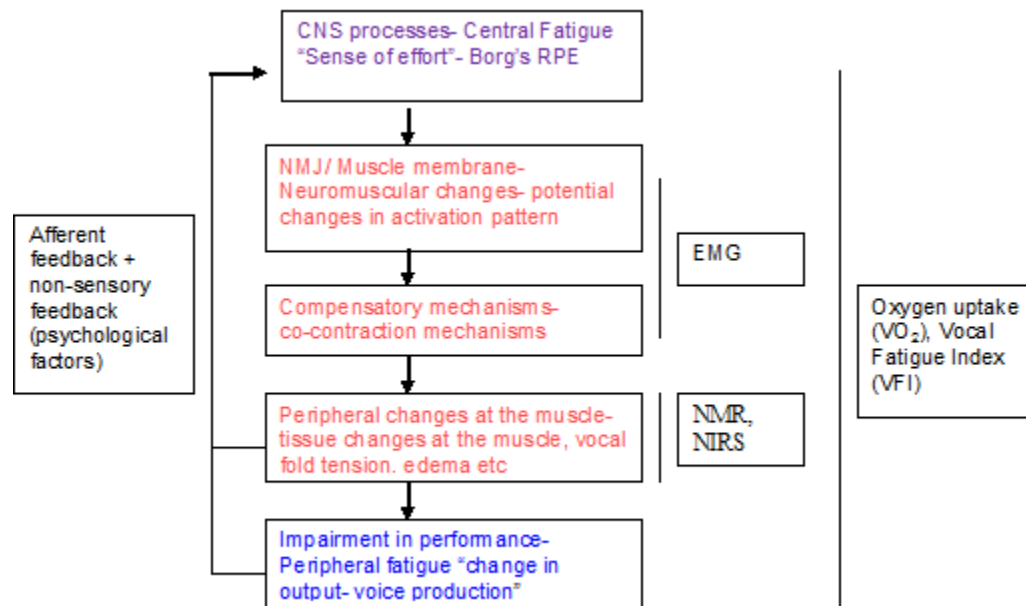 CNS processes- Central Fatigue
“Sense of effort”- Borg’s RPE
NMJ/ Muscle membrane-
Neuromuscular changes- potential
changes in activation pattern
Afferent
feedback +
non-sensory
feedback
(psychological
factors)
EMG
Compensatory mechanisms-
co-contraction mechanisms
Oxygen uptake
(VO₂), Vocal
Fatigue Index
(VFI)
Peripheral changes at the muscle-
tissue changes at the muscle, vocal
fold tension. edema etc
NMR,
NIRS
Impairment in performance-
Peripheral fatigue “change in
output- voice production”